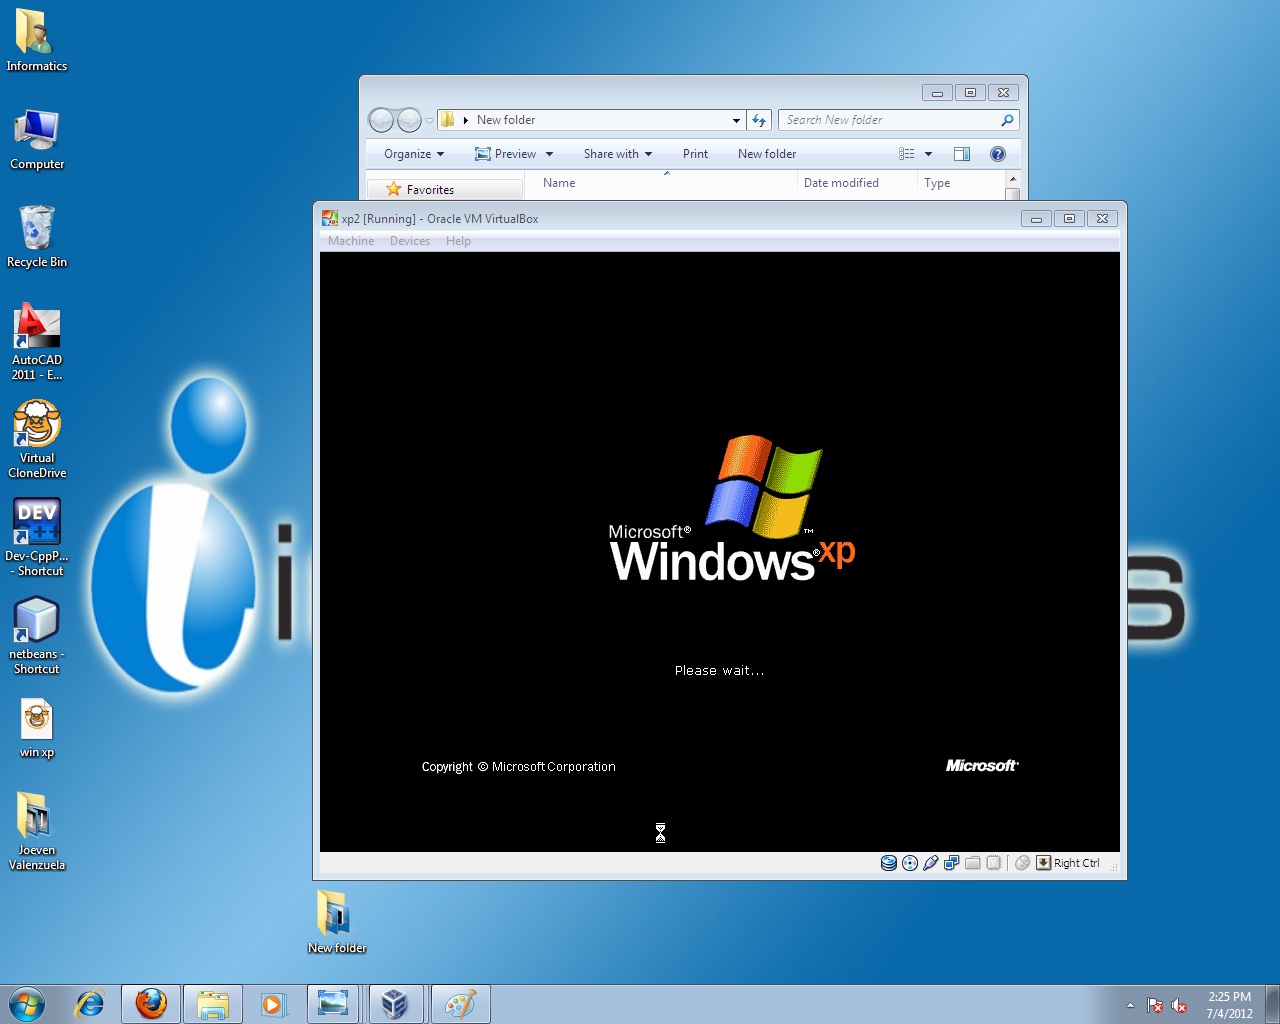 Informatics
Computer
Recycle Bin
AutoCAD
2011 - E...
Virtual
CloneDrive
DEV
C++
Dev-CppP...
- Shortcut
netbeans -
Shortcut
win xp
Joeven
Valenzuela
New folder
New folder
Search New folder
Organize
Preview
Share with
Print
New folder
Favorites
Name
Date modified
Type
xp2 [Running] - Oracle VM VirtualBox
Machine Devices Help
Microsoft®
Windows® xp ™
Please wait...
Copyright © Microsoft Corporation
Microsoft®
Right Ctrl
2:25 PM
7/4/2012